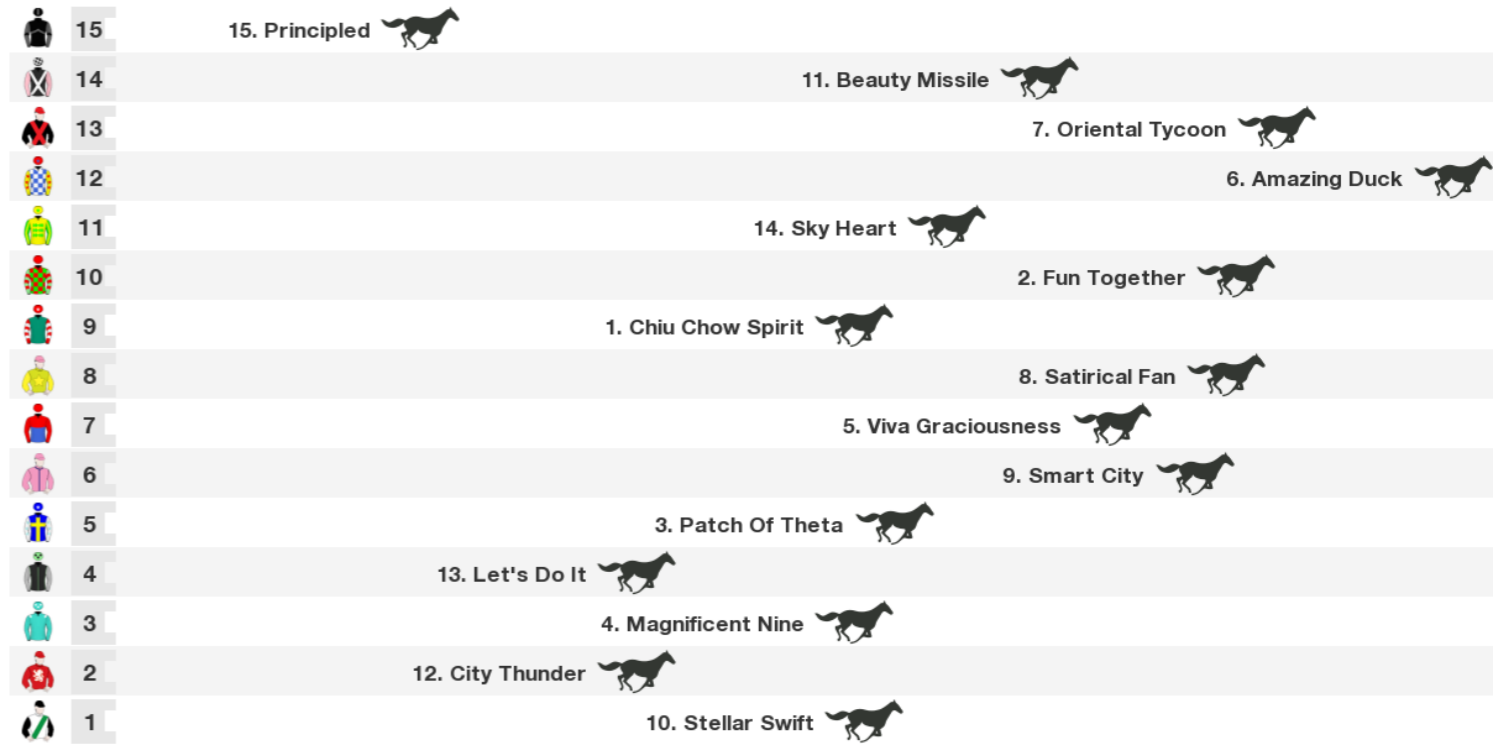 15 15. Principled
14 11. Beauty Missile
13 7. Oriental Tycoon
12 6. Amazing Duck
11 14. Sky Heart
10 2. Fun Together
9 1. Chiu Chow Spirit
8 8. Satirical Fan
7 5. Viva Graciousness
6 9. Smart City
5 3. Patch Of Theta
4 13. Let's Do It
3 4. Magnificent Nine
2 12. City Thunder
1 10. Stellar Swift